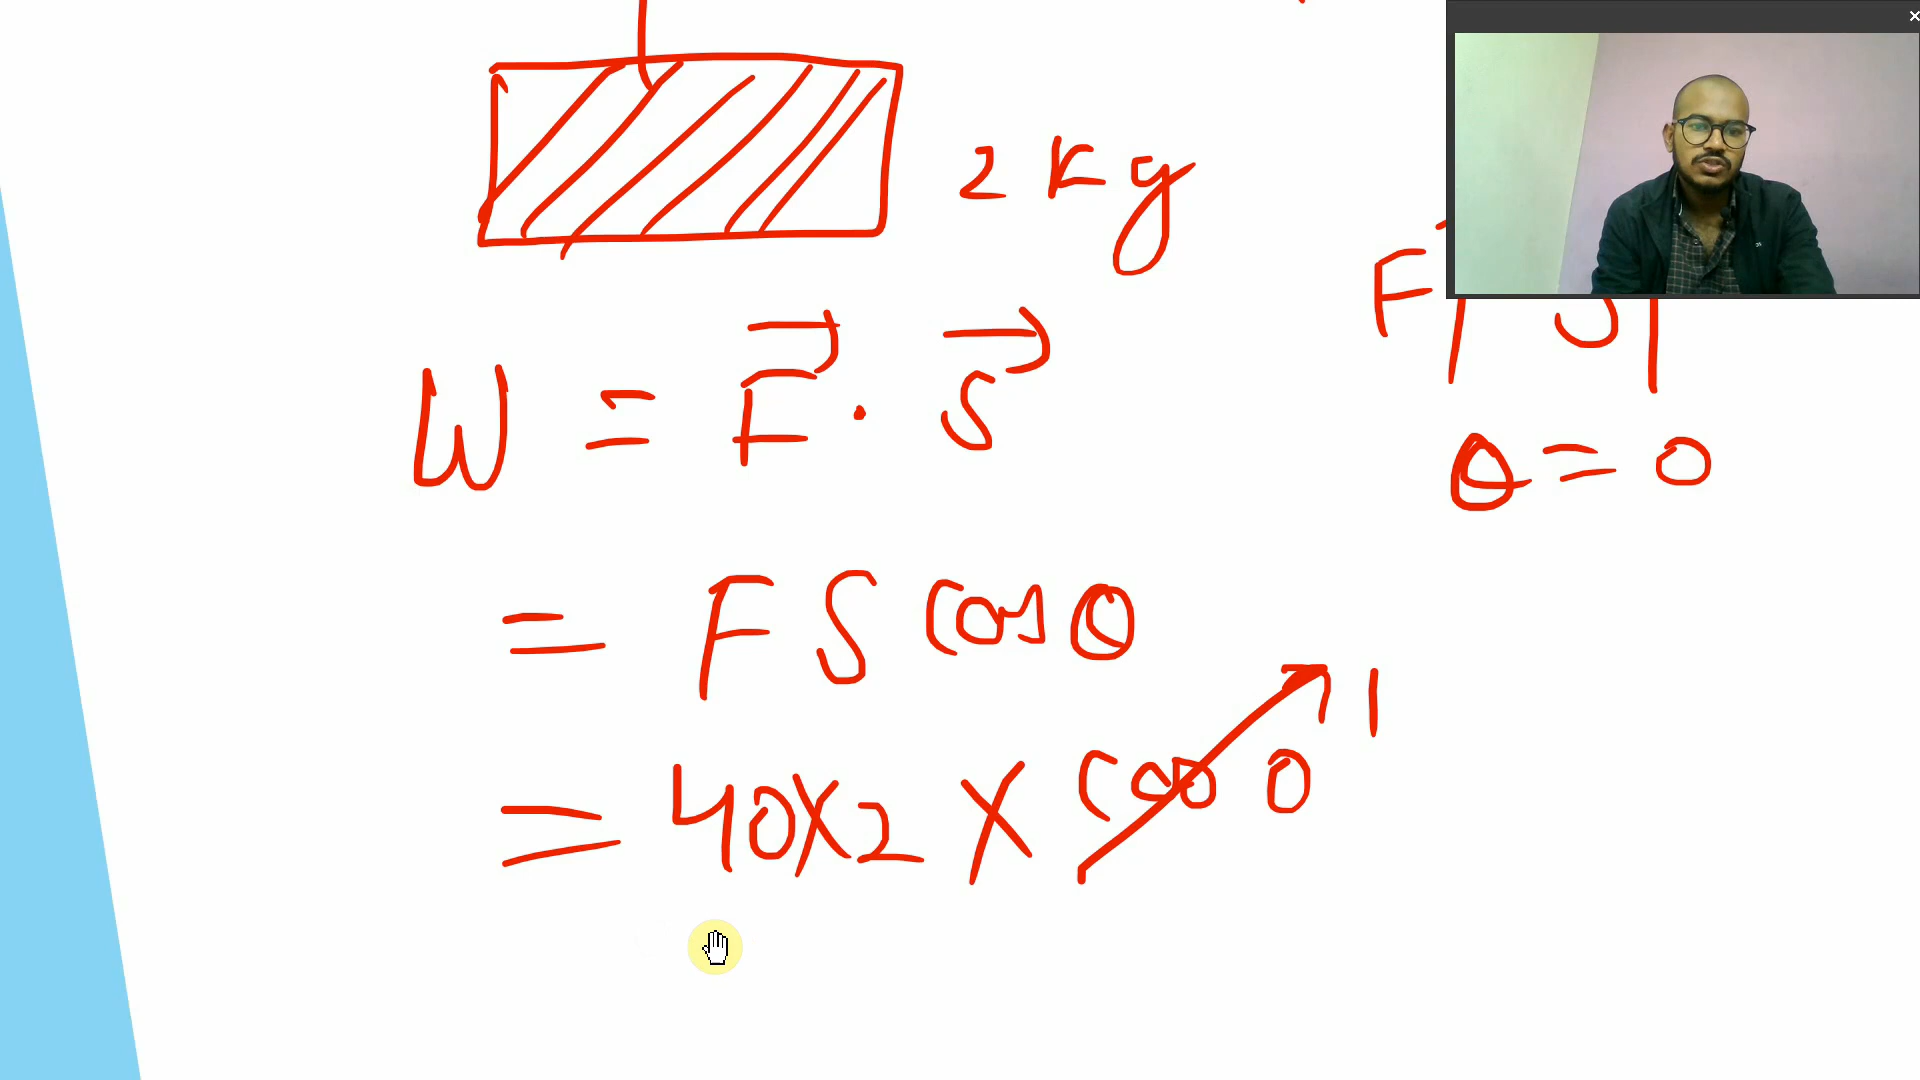 2 kg
F S
W = F · S
θ = 0
= F S cos θ
= 40 x 2 x cos 0 1